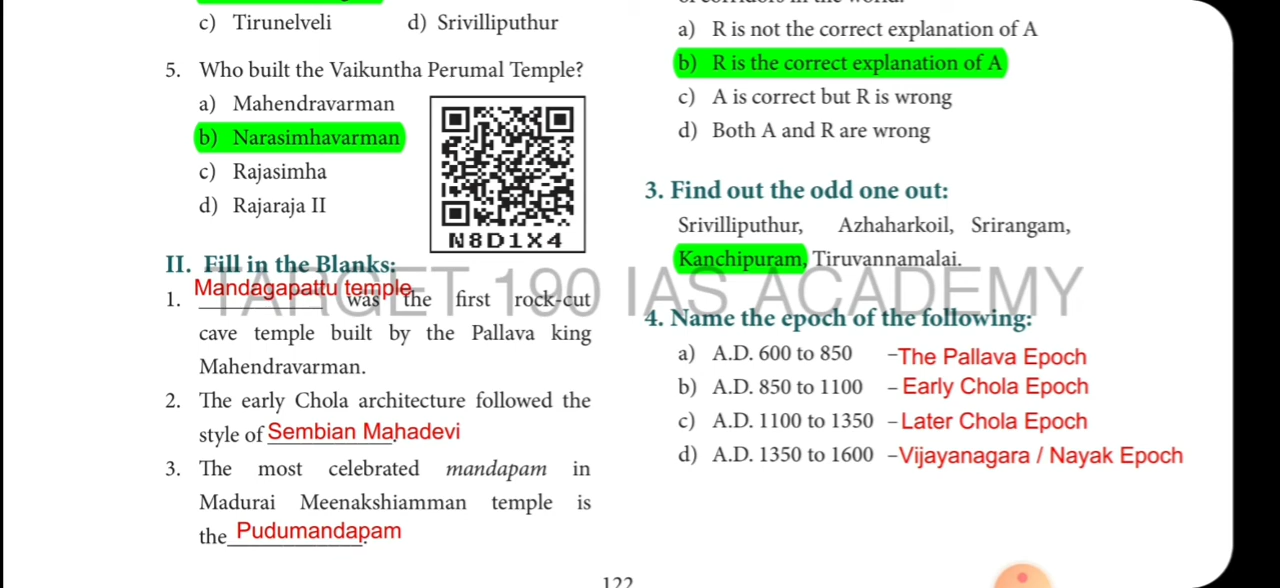 c) Tirunelveli d) Srivilliputhur
5. Who built the Vaikuntha Perumal Temple?
a) Mahendravarman
b) Narasimhavarman
c) Rajasimha
d) Rajaraja II
N8D1X4
II. Fill in the Blanks:
1. Mandagapattu temple was the first rock-cut
cave temple built by the Pallava king
Mahendravarman.
2. The early Chola architecture followed the
style of Sembian Mahadevi.
3. The most celebrated mandapam in
Madurai Meenakshiamman temple is
the Pudumandapam.
of corridors in the world.
a) R is not the correct explanation of A
b) R is the correct explanation of A
c) A is correct but R is wrong
d) Both A and R are wrong
3. Find out the odd one out:
Srivilliputhur, Azhaharkoil, Srirangam,
Kanchipuram, Tiruvannamalai.
TARGET 190 IAS ACADEMY
4. Name the epoch of the following:
a) A.D. 600 to 850 –The Pallava Epoch
b) A.D. 850 to 1100 – Early Chola Epoch
c) A.D. 1100 to 1350 –Later Chola Epoch
d) A.D. 1350 to 1600 –Vijayanagara / Nayak Epoch
122